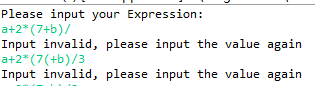 Please input your Expression:
a+2*(7+b)/
Input invalid, please input the value again
a+2*(7(+b)/3
Input invalid, please input the value again